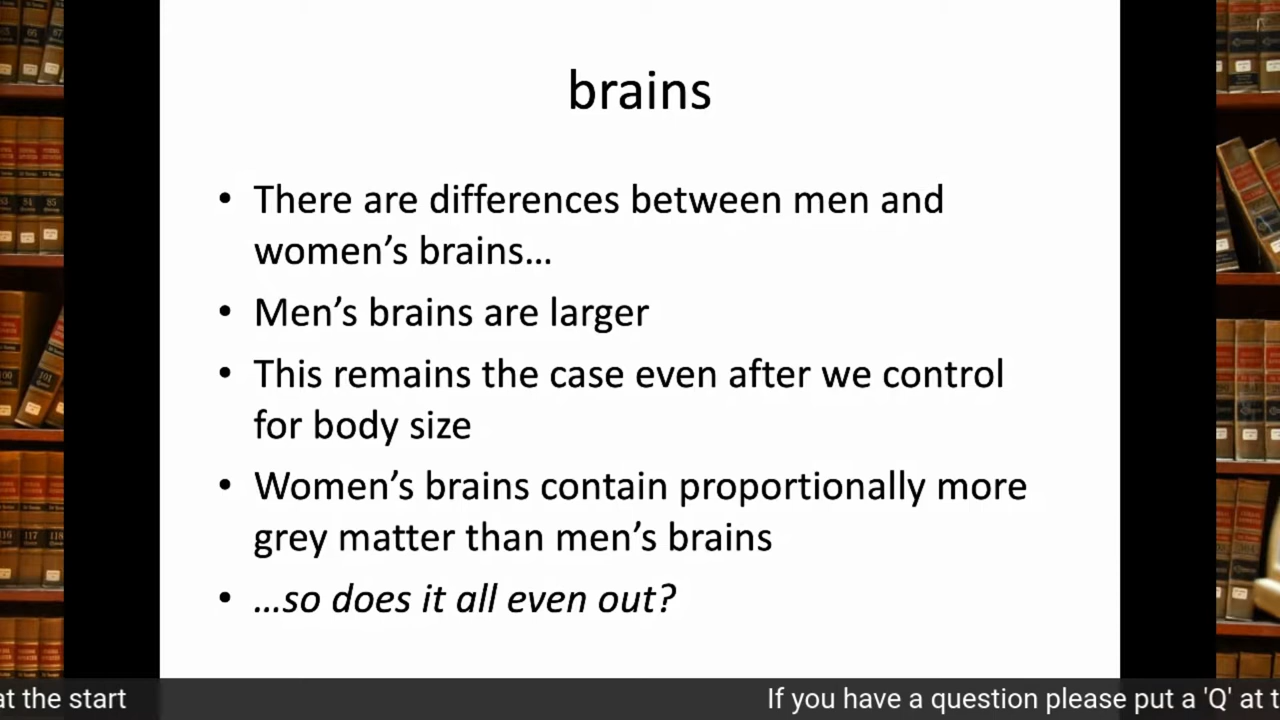 brains
• There are differences between men and
women’s brains…
• Men’s brains are larger
• This remains the case even after we control
for body size
• Women’s brains contain proportionally more
grey matter than men’s brains
• …so does it all even out?
at the start
If you have a question please put a 'Q' at t